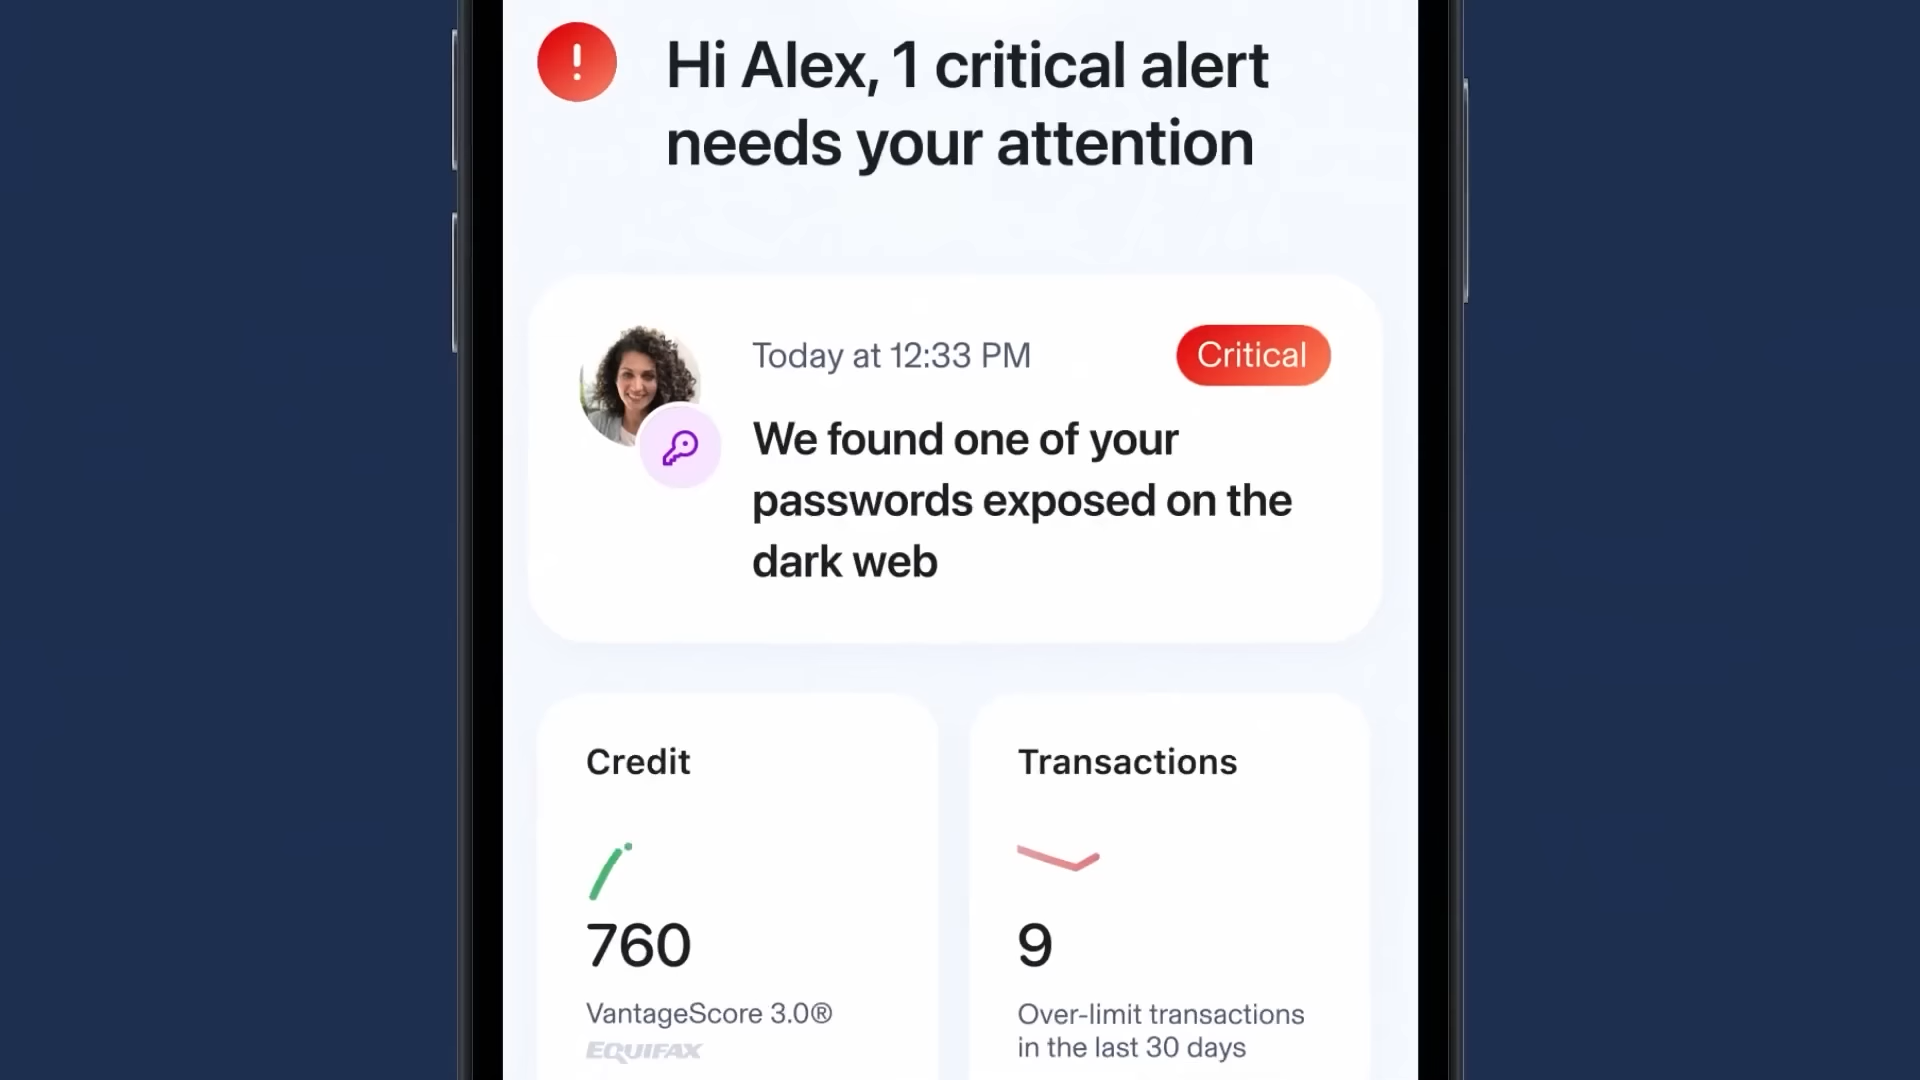 Hi Alex, 1 critical alert
needs your attention
Today at 12:33 PM
Critical
We found one of your
passwords exposed on the
dark web
Credit
760
VantageScore 3.0®
EQUIFAX
Transactions
9
Over-limit transactions
in the last 30 days